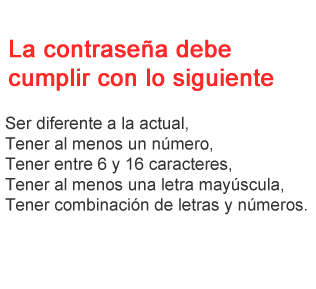 La contraseña debe
cumplir con lo siguiente
Ser diferente a la actual,
Tener al menos un número,
Tener entre 6 y 16 caracteres,
Tener al menos una letra mayúscula,
Tener combinación de letras y números.